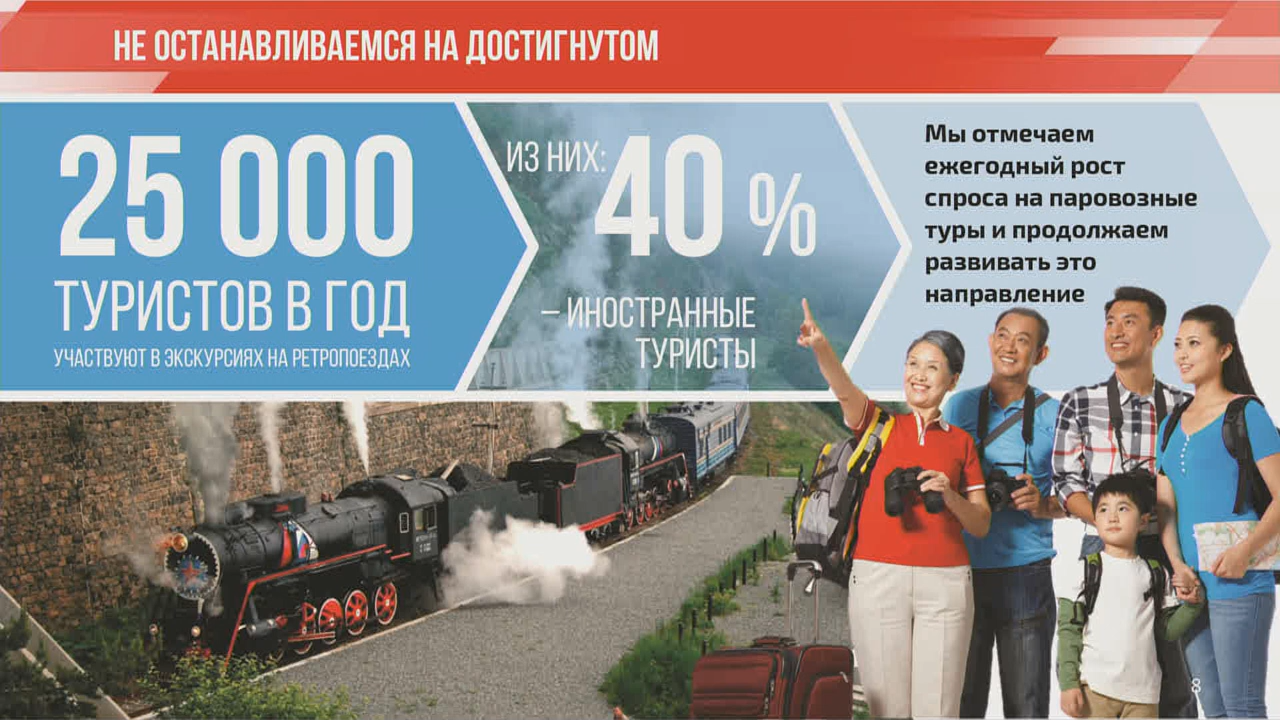 НЕ ОСТАНАВЛИВАЕМСЯ НА ДОСТИГНУТОМ
25 000
ТУРИСТОВ В ГОД
УЧАСТВУЮТ В ЭКСКУРСИЯХ НА РЕТРОПОЕЗДАХ
ИЗ НИХ: 40 %
– ИНОСТРАННЫЕ
ТУРИСТЫ
Мы отмечаем
ежегодный рост
спроса на паровозные
туры и продолжаем
развивать это
направление
8